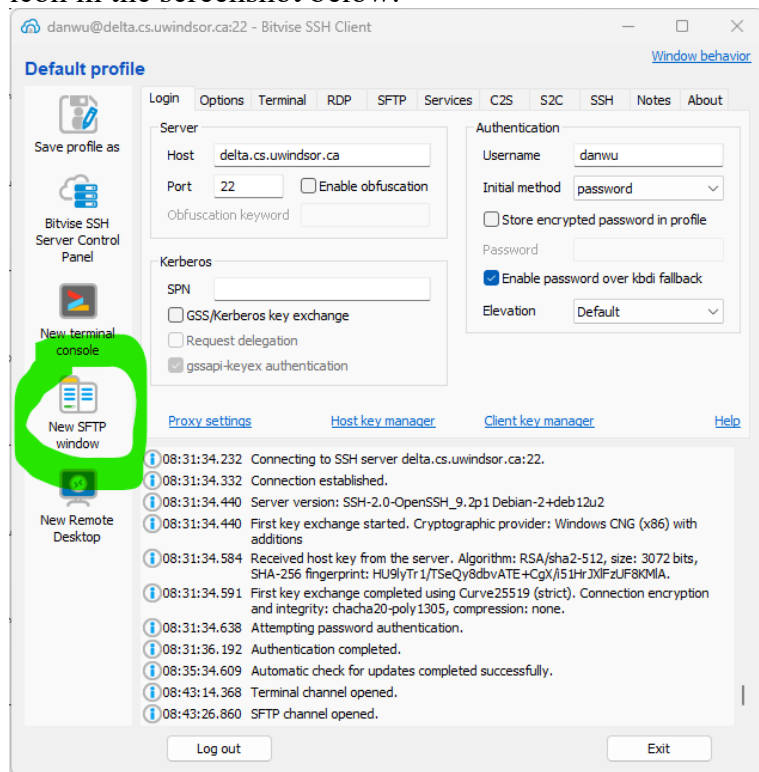 icon in the screenshot below.
danwu@delta.cs.uwindsor.ca:22 - Bitvise SSH Client
Default profile
Window behavior
Save profile as
Bitvise SSH
Server Control
Panel
New terminal
console
New SFTP
window
New Remote
Desktop
Login Options Terminal RDP SFTP Services C2S S2C SSH Notes About
Server
Host delta.cs.uwindsor.ca
Port 22 Enable obfuscation
Obfuscation keyword
Kerberos
SPN
GSS/Kerberos key exchange
Request delegation
gssapi-keyex authentication
Authentication
Username danwu
Initial method password
Store encrypted password in profile
Password
Enable password over kbdi fallback
Elevation Default
Proxy settings Host key manager Client key manager Help
08:31:34.232 Connecting to SSH server delta.cs.uwindsor.ca:22.
08:31:34.332 Connection established.
08:31:34.440 Server version: SSH-2.0-OpenSSH_9.2p1 Debian-2+deb12u2
08:31:34.440 First key exchange started. Cryptographic provider: Windows CNG (x86) with
additions
08:31:34.584 Received host key from the server. Algorithm: RSA/sha2-512, size: 3072 bits,
SHA-256 fingerprint: HU9lyTr1/TSeQy8dbvATE+CgX/i51HrJXlFzUF8KMlA.
08:31:34.591 First key exchange completed using Curve25519 (strict). Connection encryption
and integrity: chacha20-poly1305, compression: none.
08:31:34.638 Attempting password authentication.
08:31:36.192 Authentication completed.
08:35:34.609 Automatic check for updates completed successfully.
08:43:14.368 Terminal channel opened.
08:43:26.860 SFTP channel opened.
Log out Exit